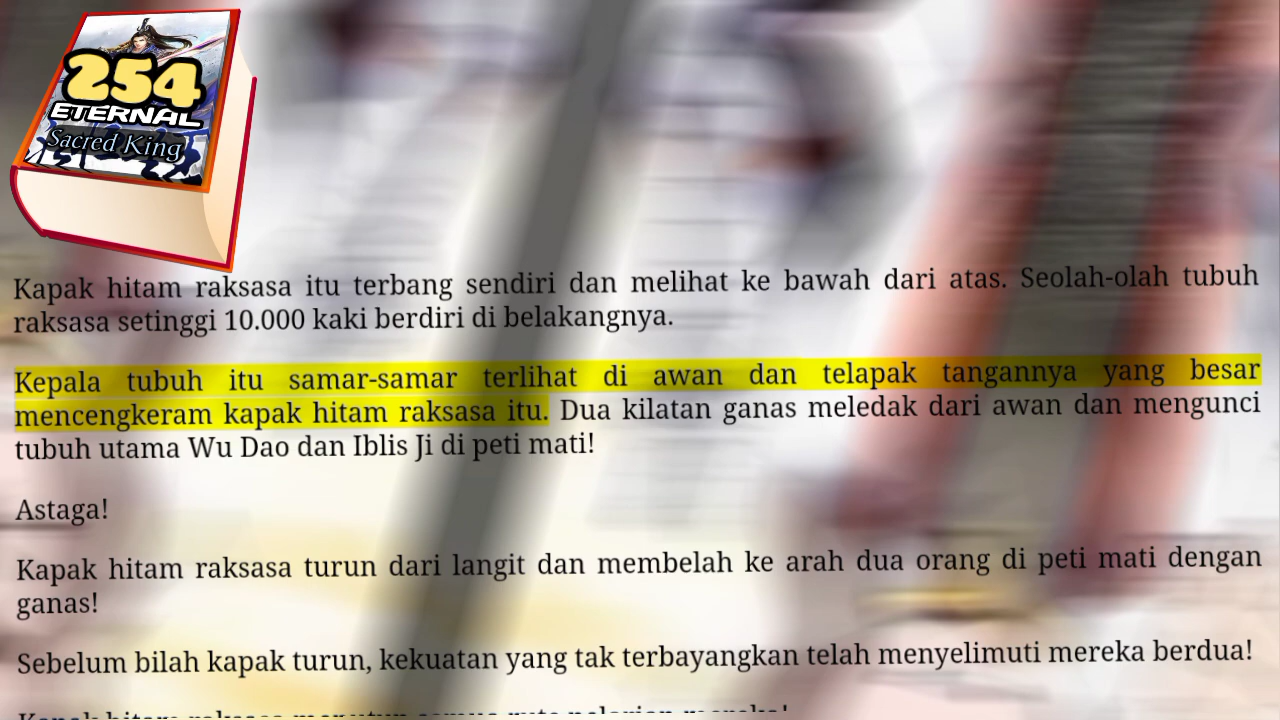 254
ETERNAL
Sacred King
Kapak hitam raksasa itu terbang sendiri dan melihat ke bawah dari atas. Seolah-olah tubuh
raksasa setinggi 10.000 kaki berdiri di belakangnya.
Kepala tubuh itu samar-samar terlihat di awan dan telapak tangannya yang besar
mencengkeram kapak hitam raksasa itu. Dua kilatan ganas meledak dari awan dan mengunci
tubuh utama Wu Dao dan Iblis Ji di peti mati!
Astaga!
Kapak hitam raksasa turun dari langit dan membelah ke arah dua orang di peti mati dengan
ganas!
Sebelum bilah kapak turun, kekuatan yang tak terbayangkan telah menyelimuti mereka berdua!